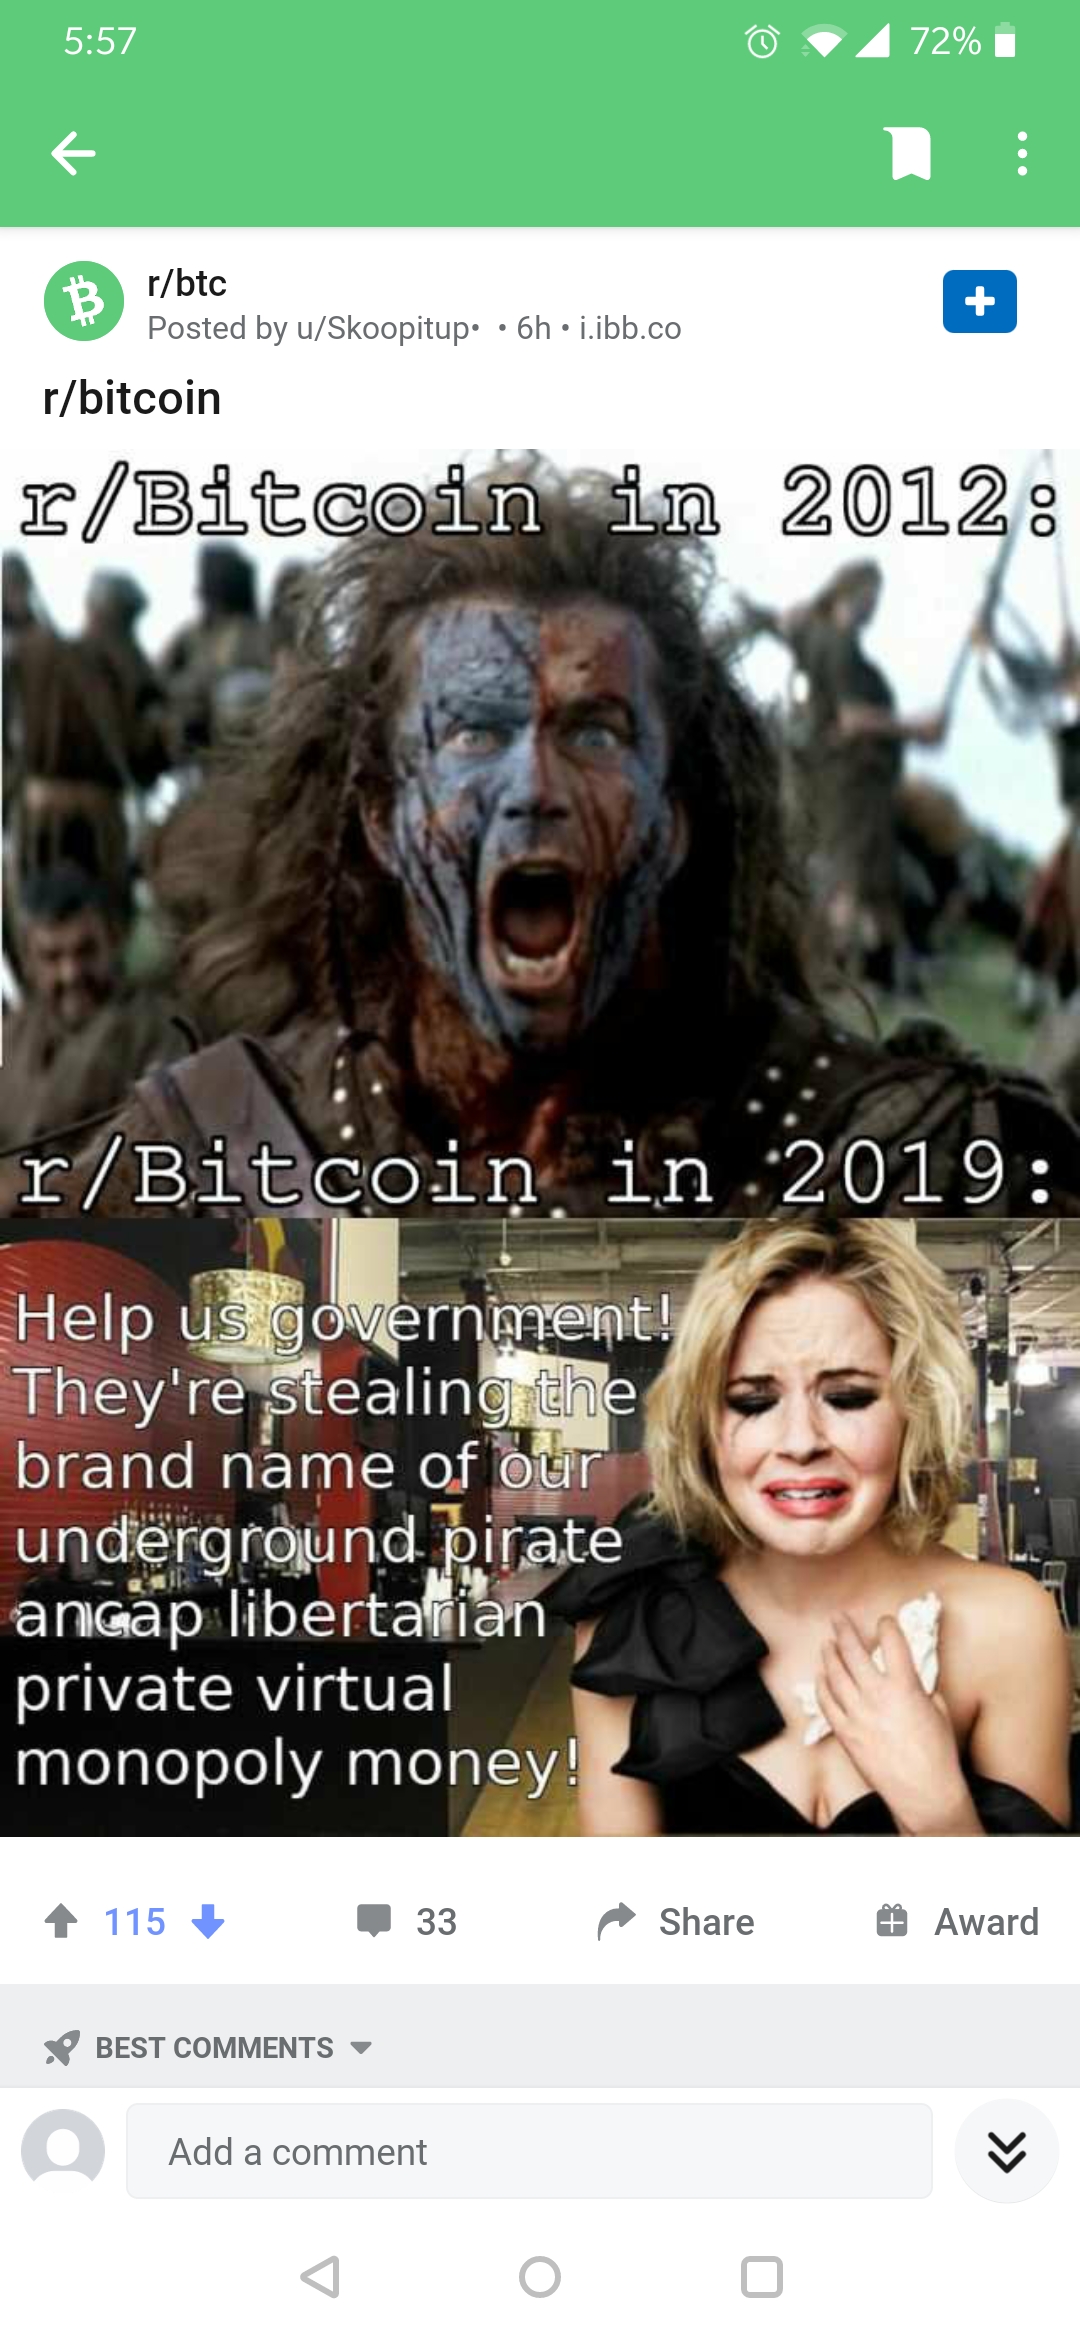 5:57
72%
r/btc
Posted by u/Skoopitup• • 6h • i.ibb.co
r/bitcoin
r/Bitcoin in 2012:
r/Bitcoin in 2019:
Help us government!
They're stealing the
brand name of our
underground pirate
ancap libertarian
private virtual
monopoly money!
115
33
Share
Award
BEST COMMENTS
Add a comment